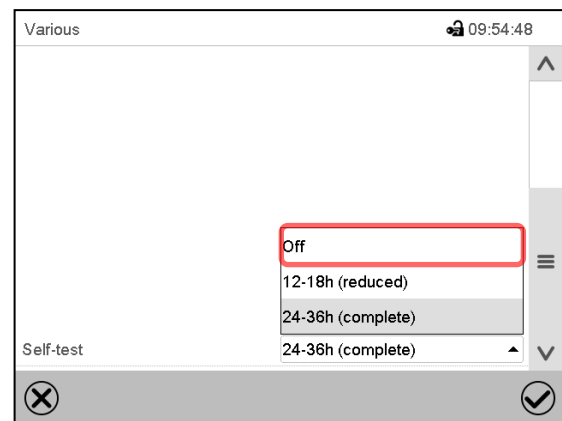 Various 09:54:48
Off
12-18h (reduced)
24-36h (complete)
Self-test 24-36h (complete)